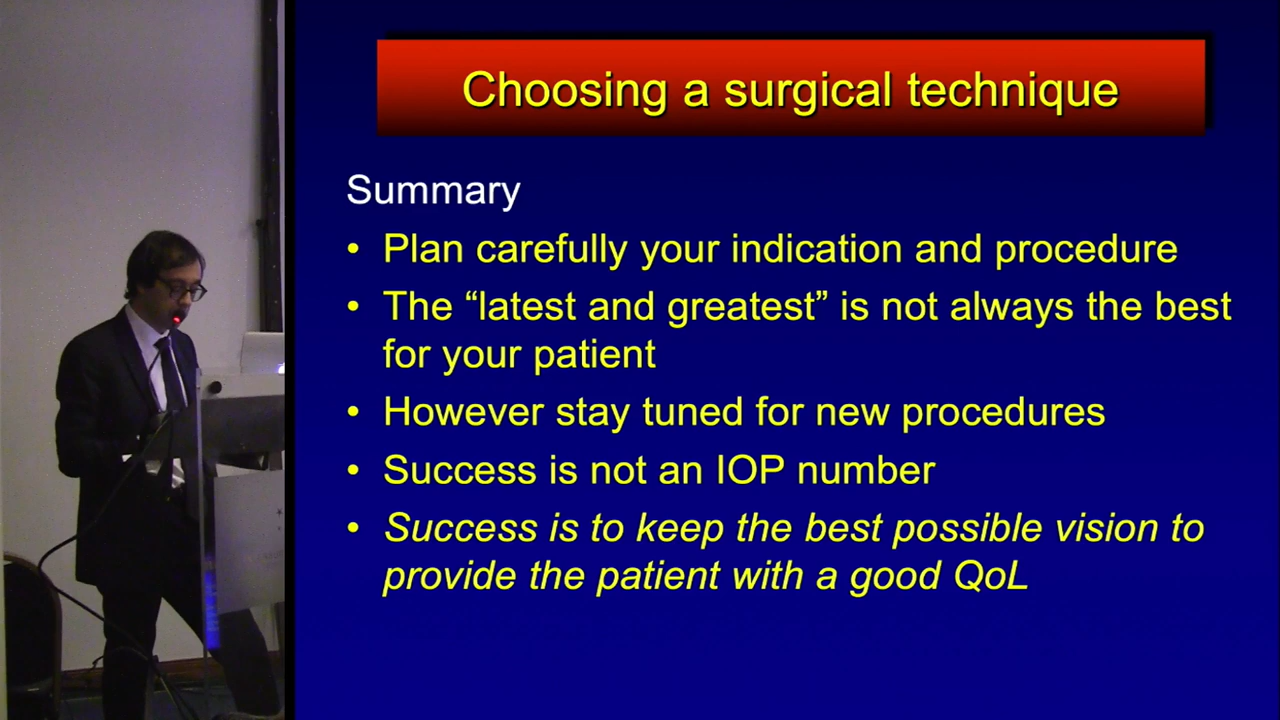 Choosing a surgical technique
Summary
• Plan carefully your indication and procedure
• The “latest and greatest” is not always the best
for your patient
• However stay tuned for new procedures
• Success is not an IOP number
• Success is to keep the best possible vision to
provide the patient with a good QoL